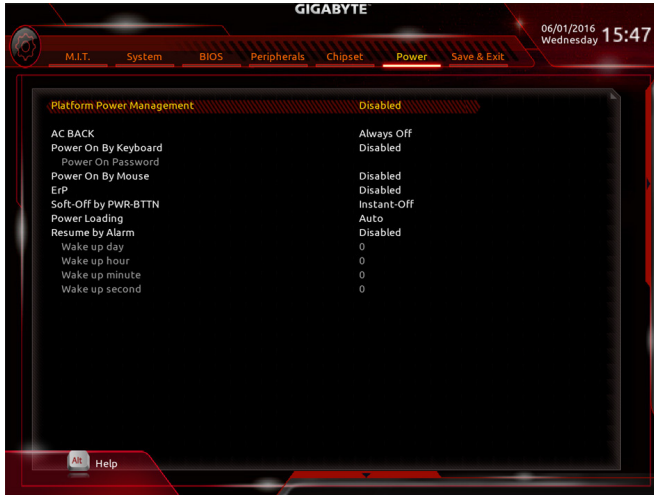 GIGABYTE™
06/01/2016
Wednesday
15:47
M.I.T. System BIOS Peripherals Chipset Power Save & Exit
Platform Power Management Disabled
AC BACK Always Off
Power On By Keyboard Disabled
Power On Password
Power On By Mouse Disabled
ErP Disabled
Soft-Off by PWR-BTTN Instant-Off
Power Loading Auto
Resume by Alarm Disabled
Wake up day 0
Wake up hour 0
Wake up minute 0
Wake up second 0
Alt Help